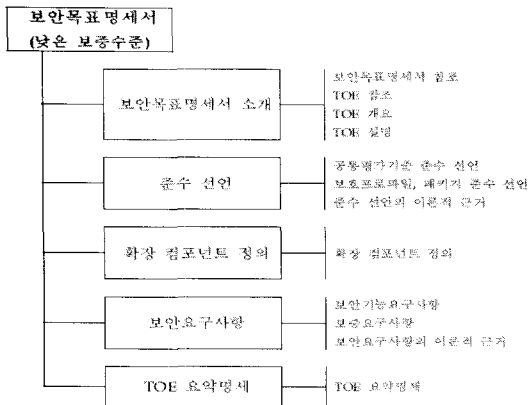 보안목표명세서
(낮은 보증수준)
보안목표명세서 소개
보안목표명세서 참조
TOE 참조
TOE 개요
TOE 설명
준수 선언
공통평가기준 준수 선언
보호프로파일, 패키지 준수 선언
준수 선언의 이론적 근거
확장 컴포넌트 정의
확장 컴포넌트 정의
보안요구사항
보안기능요구사항
보증요구사항
보안요구사항의 이론적 근거
TOE 요약명세
TOE 요약명세